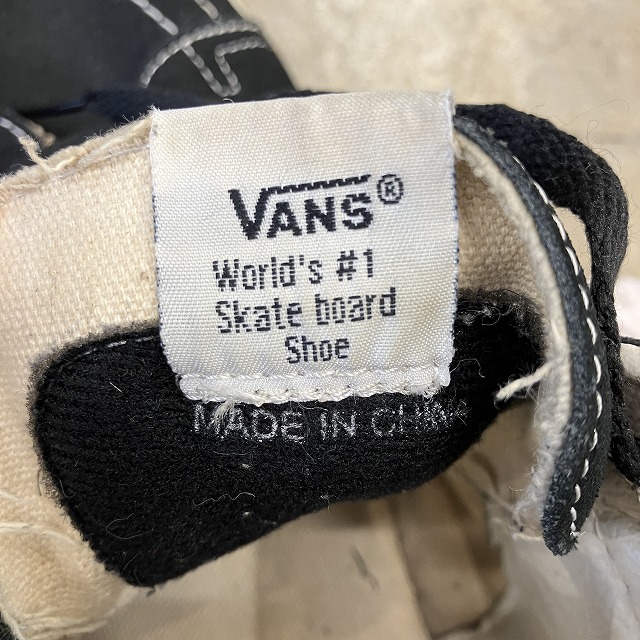 VANS®
World's #1
Skate board
Shoe
MADE IN CHINA